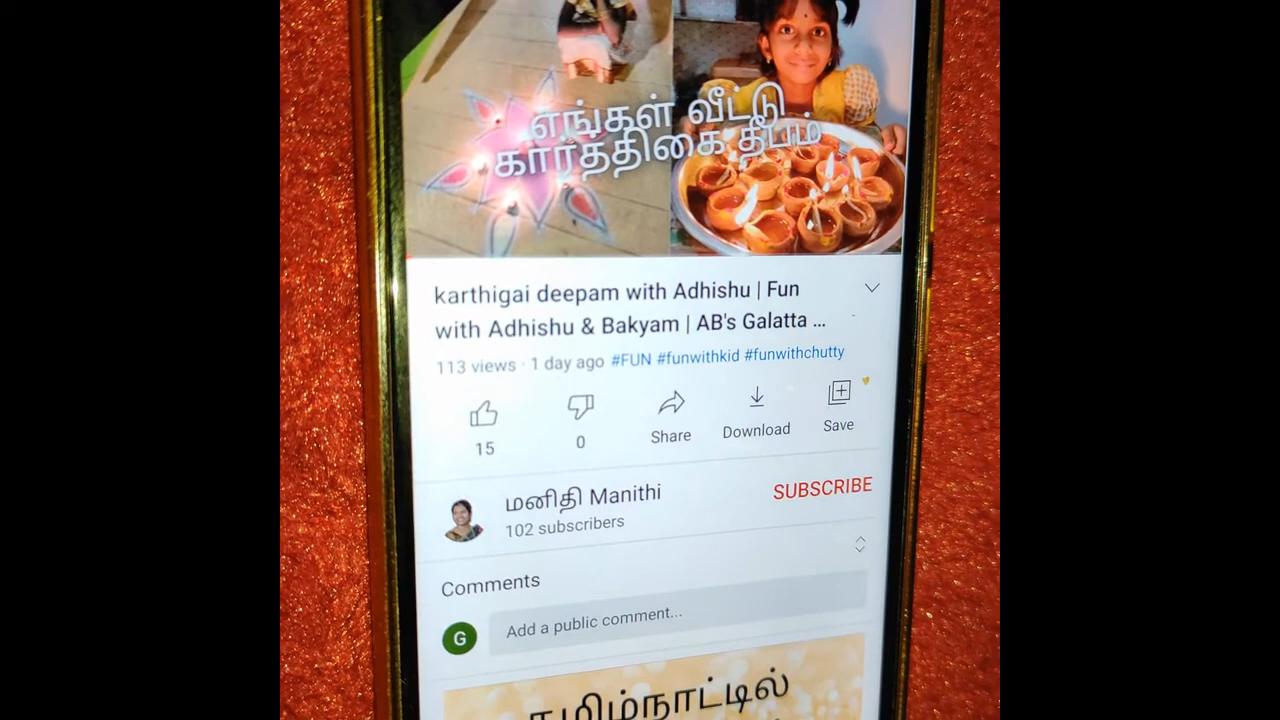 எங்கள் வீட்டு
கார்த்திகை தீபம்
karthigai deepam with Adhishu | Fun
with Adhishu & Bakyam | AB's Galatta ...
113 views · 1 day ago #FUN #funwithkid #funwithchutty
15
0
Share
Download
Save
மனிதி Manithi
SUBSCRIBE
102 subscribers
Comments
G
Add a public comment...
தமிழ்நாட்டில்